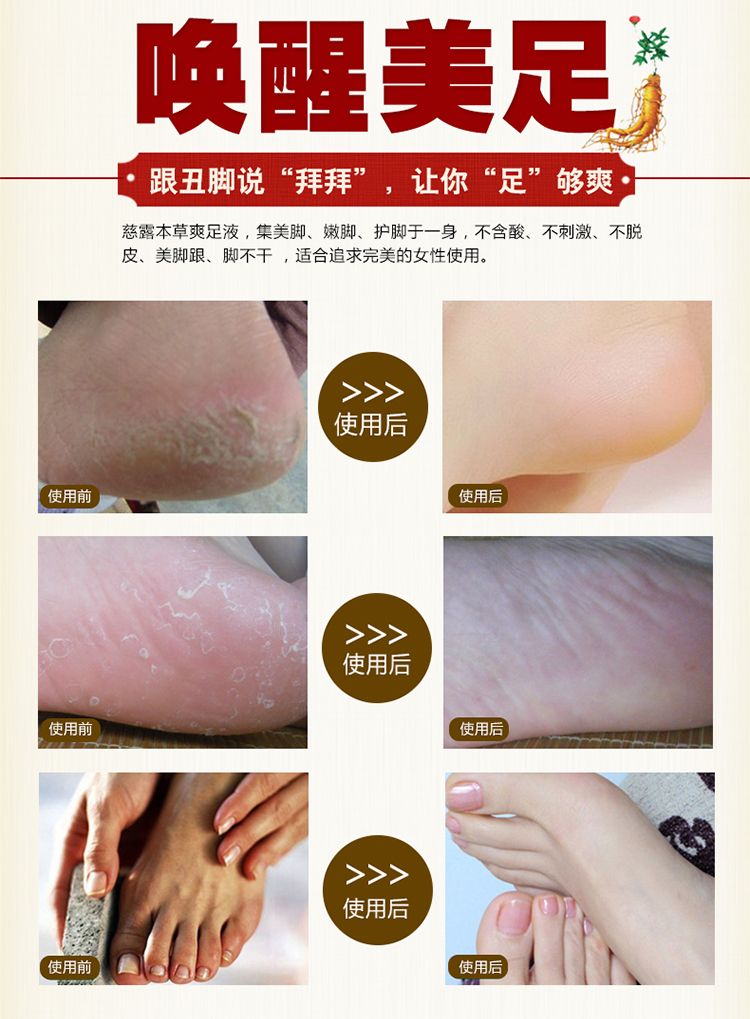 唤醒美足
跟丑脚说“拜拜”，让你“足”够爽
慈露本草爽足液，集美脚、嫩脚、护脚于一身，不含酸、不刺激、不脱
皮、美脚跟、脚不干 ，适合追求完美的女性使用。
>>>
使用后
使用前
使用后
>>>
使用后
使用前
使用后
>>>
使用后
使用前
使用后